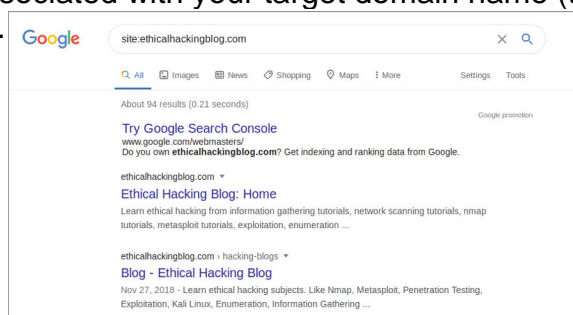 ssociated with your target domain name (
Google site:ethicalhackingblog.com
All Images News Shopping Maps More Settings Tools
About 94 results (0.21 seconds)
Google promotion
Try Google Search Console
www.google.com/webmasters/
Do you own ethicalhackingblog.com? Get indexing and ranking data from Google.
ethicalhackingblog.com
Ethical Hacking Blog: Home
Learn ethical hacking from information gathering tutorials, network scanning tutorials, nmap
tutorials, metasploit tutorials, exploitation, enumeration ...
ethicalhackingblog.com › hacking-blogs
Blog - Ethical Hacking Blog
Nov 27, 2018 - Learn ethical hacking subjects. Like Nmap, Metasploit, Penetration Testing,
Exploitation, Kali Linux, Enumeration, Information Gathering ...